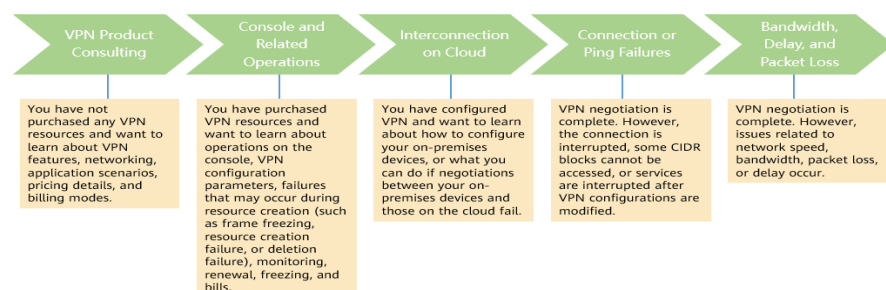 VPN Product
Consulting
Console and
Related
Operations
Interconnection
on Cloud
Connection or
Ping Failures
Bandwidth,
Delay, and
Packet Loss
You have not
purchased any VPN
resources and want to
learn about VPN
features, networking,
application scenarios,
pricing details, and
billing modes.
You have purchased
VPN resources and
want to learn about
operations on the
console, VPN
configuration
parameters, failures
that may occur during
resource creation (such
as frame freezing,
resource creation
failure, or deletion
failure), monitoring,
renewal, freezing, and
bills.
You have configured
VPN and want to learn
about how to configure
your on-premises
devices, or what you
can do if negotiations
between your on-
premises devices and
those on the cloud fail.
VPN negotiation is
complete. However,
the connection is
interrupted, some CIDR
blocks cannot be
accessed, or services
are interrupted after
VPN configurations are
modified.
VPN negotiation is
complete. However,
issues related to
network speed,
bandwidth, packet loss,
or delay occur.